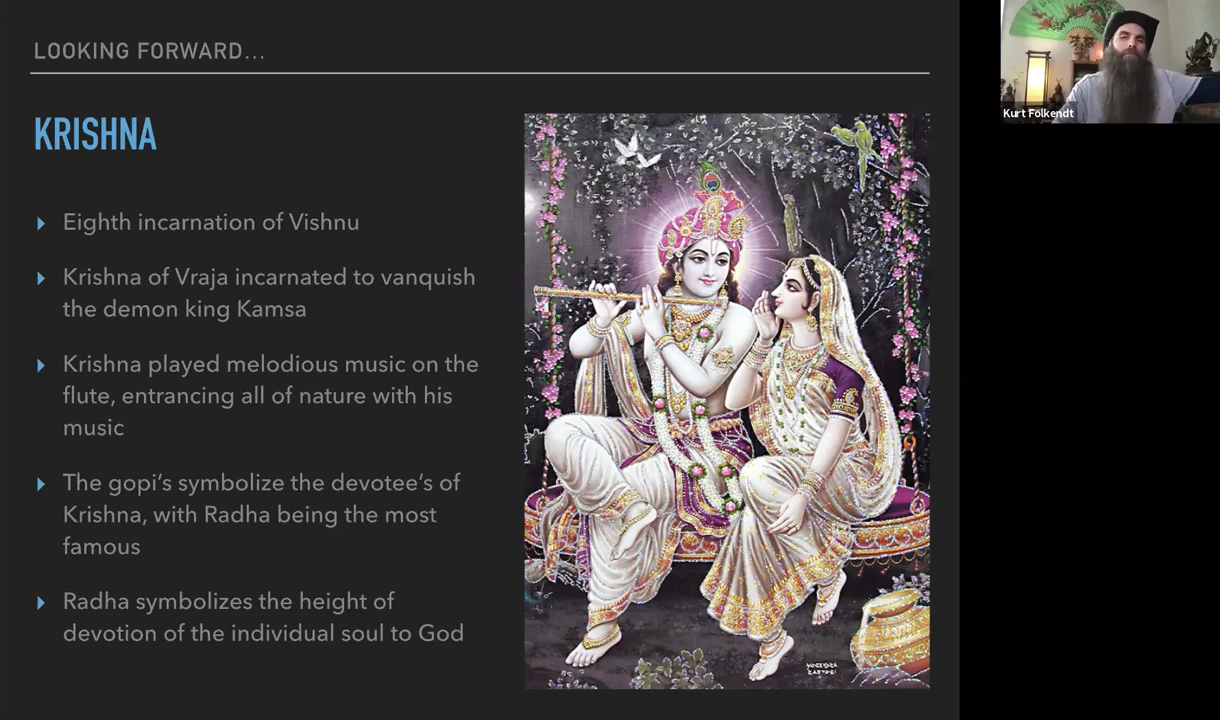 LOOKING FORWARD...
KRISHNA
Eighth incarnation of Vishnu
Krishna of Vraja incarnated to vanquish
the demon king Kamsa
Krishna played melodious music on the
flute, entrancing all of nature with his
music
The gopi’s symbolize the devotee’s of
Krishna, with Radha being the most
famous
Radha symbolizes the height of
devotion of the individual soul to God
Kurt Folkendt